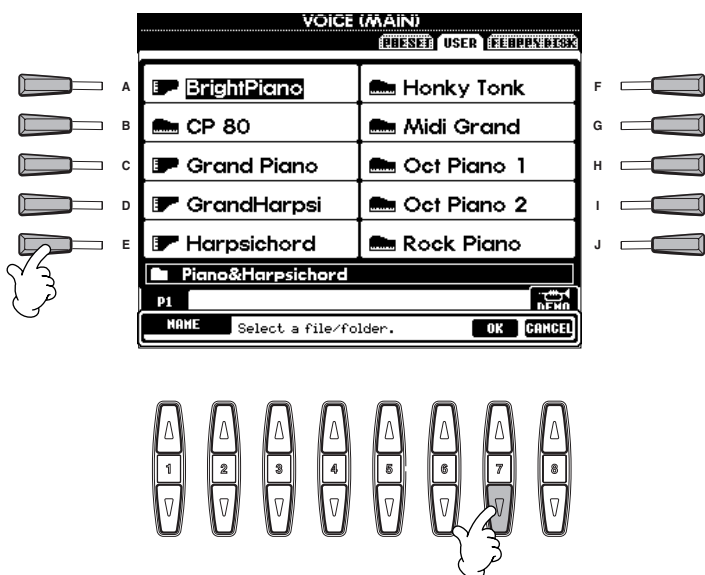 VOICE (MAIN)
PRESET USER FLOPPY DISK
A BrightPiano Honky Tonk F
B CP 80 Midi Grand G
C Grand Piano Oct Piano 1 H
D GrandHarpsi Oct Piano 2 I
E Harpsichord Rock Piano J
Piano&Harpsichord
P1 DEMO
NAME Select a file/folder. OK CANCEL
1 2 3 4 5 6 7 8